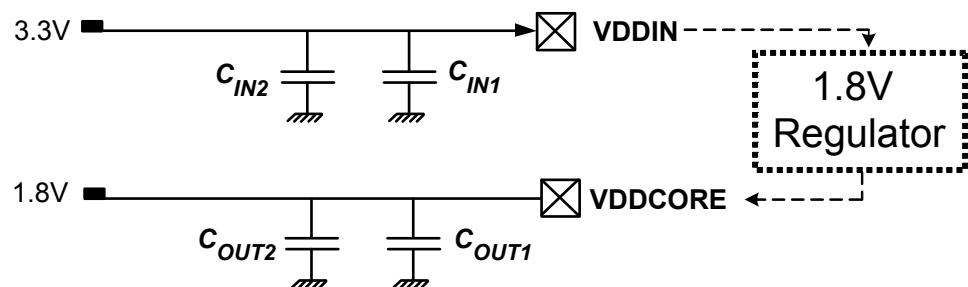 3.3V
VDDIN
C_IN2
C_IN1
1.8V
Regulator
1.8V
VDDCORE
C_OUT2
C_OUT1